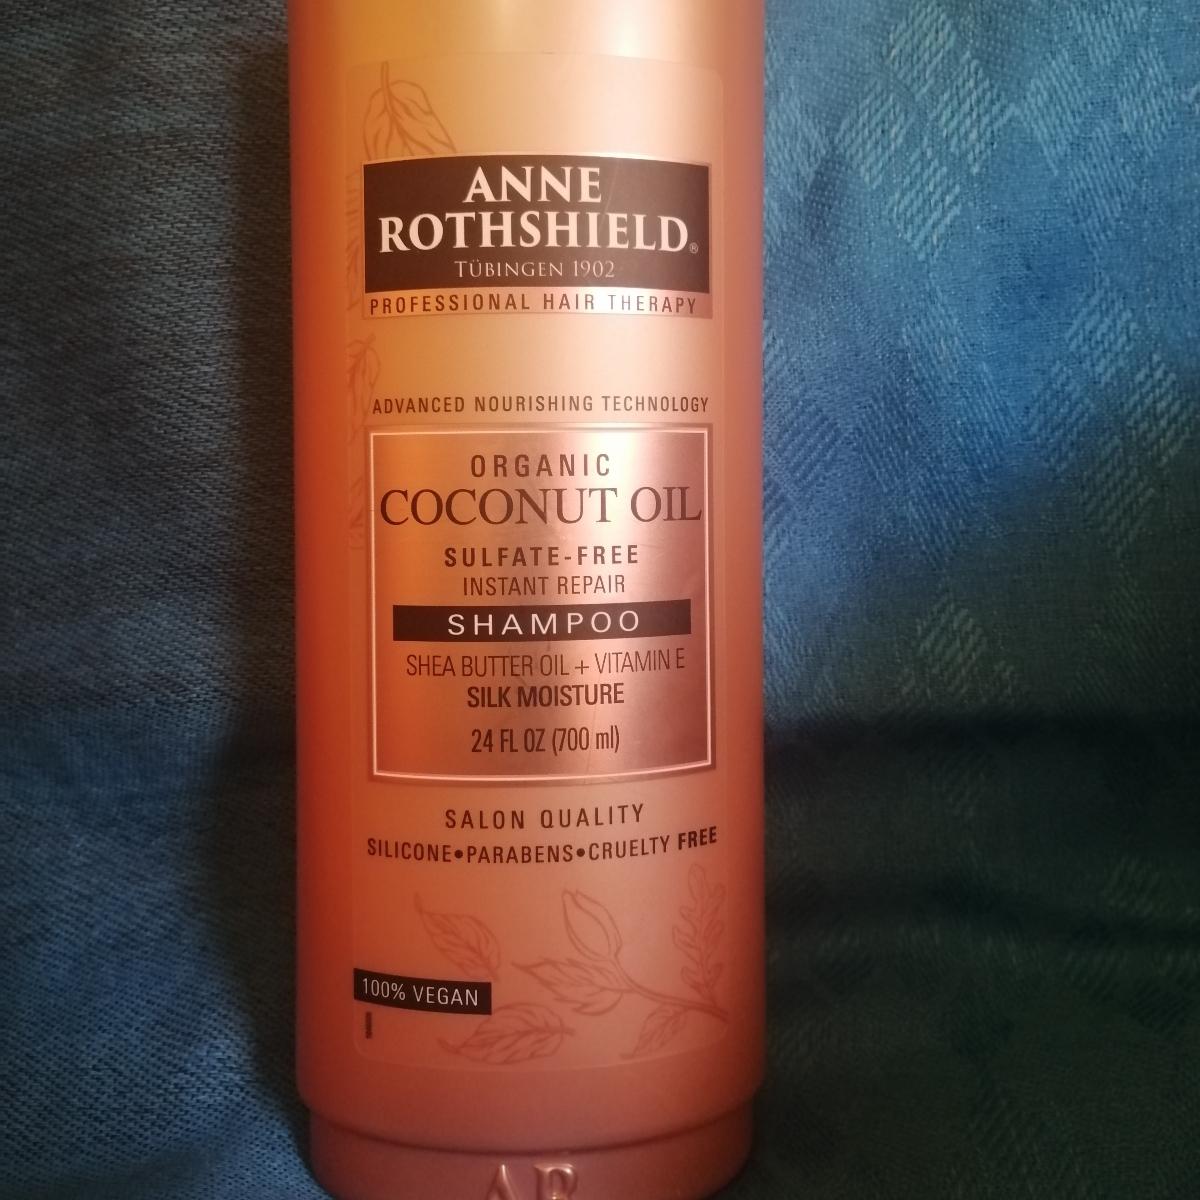 ANNE
ROTHSHIELD®
TÜBINGEN 1902
PROFESSIONAL HAIR THERAPY
ADVANCED NOURISHING TECHNOLOGY
ORGANIC
COCONUT OIL
SULFATE-FREE
INSTANT REPAIR
SHAMPOO
SHEA BUTTER OIL + VITAMIN E
SILK MOISTURE
24 FL OZ (700 ml)
SALON QUALITY
SILICONE•PARABENS•CRUELTY FREE
100% VEGAN
AR